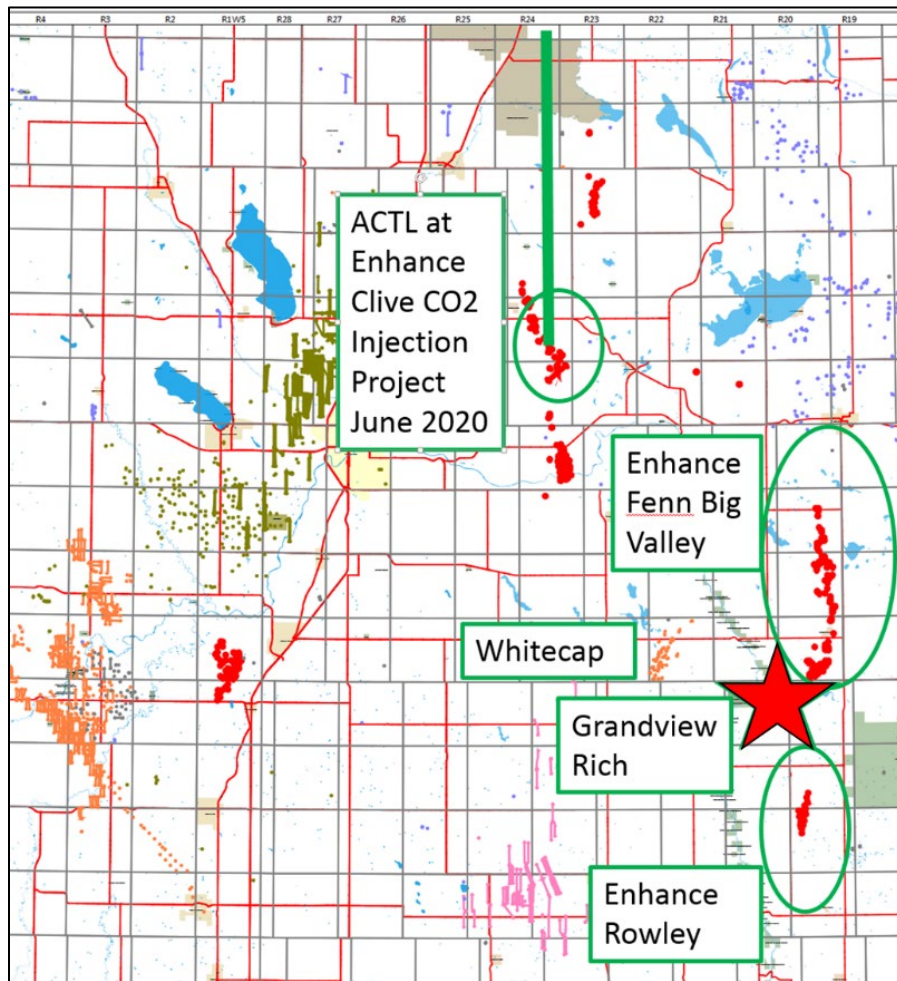 R4 R3 R2 R1W5 R28 R27 R26 R25 R24 R23 R22 R21 R20 R19
ACTL at
Enhance
Clive CO2
Injection
Project
June 2020
Enhance
Fenn Big
Valley
Whitecap
Grandview
Rich
Enhance
Rowley